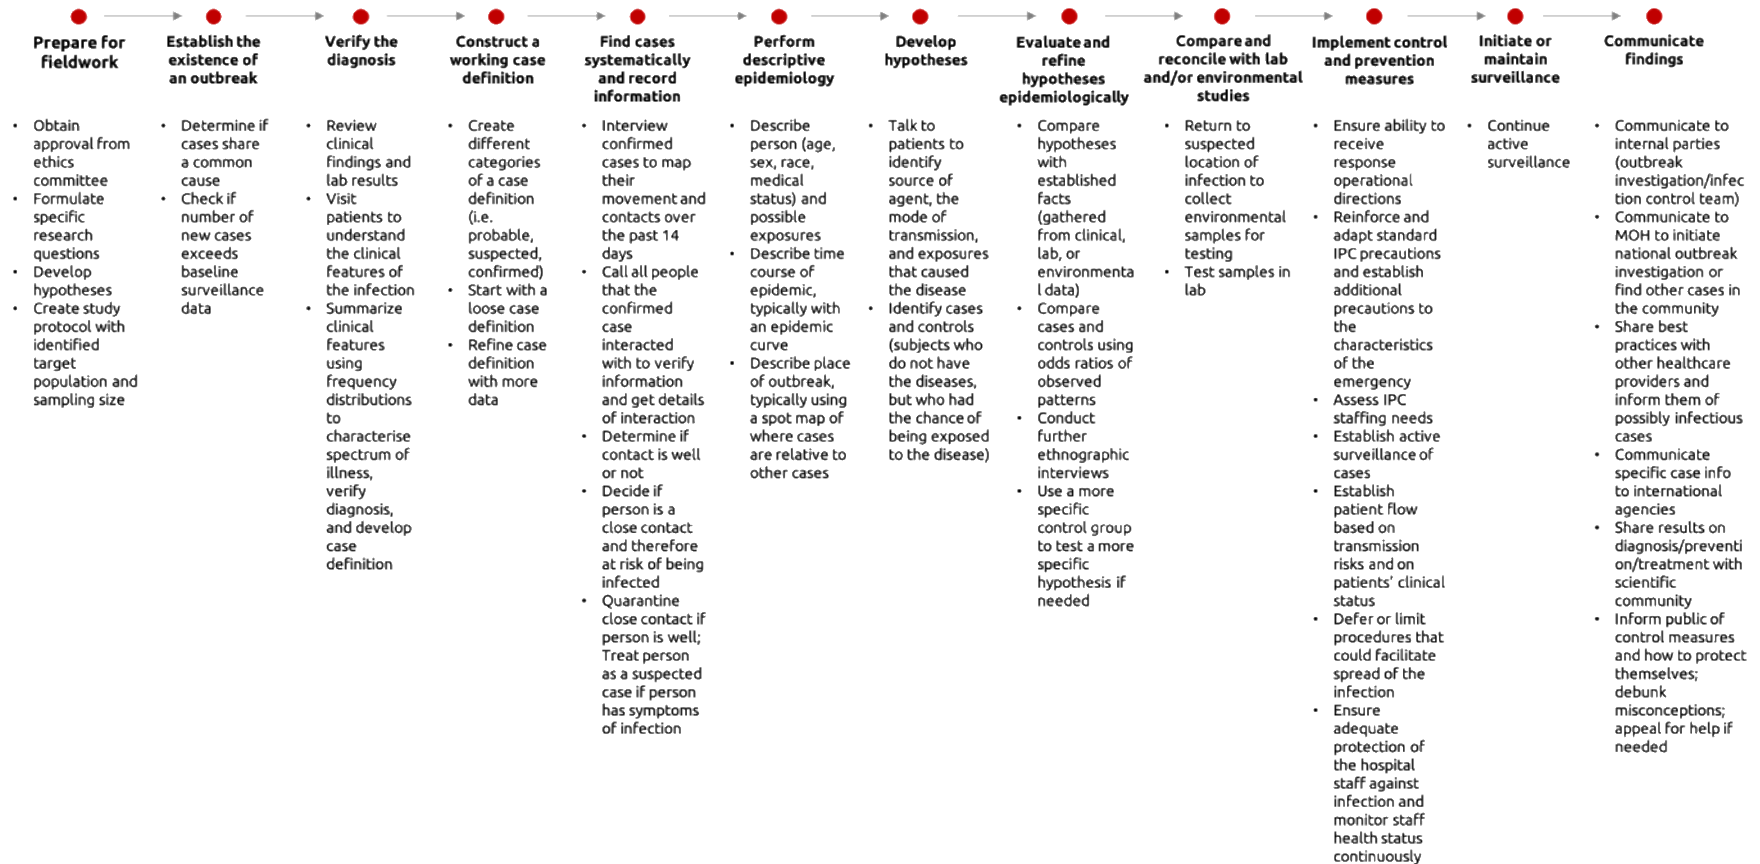 Prepare for
fieldwork
• Obtain
approval from
ethics
committee
• Formulate
specific
research
questions
• Develop
hypotheses
• Create study
protocol with
identified
target
population and
sampling size
Establish the
existence of
an outbreak
• Determine if
cases share
a common
cause
• Check if
number of
new cases
exceeds
baseline
surveillance
data
Verify the
diagnosis
• Review
clinical
findings and
lab results
• Visit
patients to
understand
the clinical
features of
the infection
• Summarize
clinical
features
using
frequency
distributions
to
characterise
spectrum of
illness,
verify
diagnosis,
and develop
case
definition
Construct a
working case
definition
• Create
different
categories
of a case
definition
(i.e.
probable,
suspected,
confirmed)
• Start with a
loose case
definition
• Refine case
definition
with more
data
Find cases
systematically
and record
information
• Interview
confirmed
cases to map
their
movement and
contacts over
the past 14
days
• Call all people
that the
confirmed
case
interacted
with to verify
information
and get details
of interaction
• Determine if
contact is well
or not
• Decide if
person is a
close contact
and therefore
at risk of being
infected
• Quarantine
close contact if
person is well;
Treat person
as a suspected
case if person
has symptoms
of infection
Perform
descriptive
epidemiology
• Describe
person (age,
sex, race,
medical
status) and
possible
exposures
• Describe time
course of
epidemic,
typically with
an epidemic
curve
• Describe place
of outbreak,
typically using
a spot map of
where cases
are relative to
other cases
Develop
hypotheses
• Talk to
patients to
identify
source of
agent, the
mode of
transmission,
and exposures
that caused
the disease
• Identify cases
and controls
(subjects who
do not have
the diseases,
but who had
the chance of
being exposed
to the disease)
Evaluate and
refine
hypotheses
epidemiologically
• Compare
hypotheses
with
established
facts
(gathered
from clinical,
lab, or
environmenta
l data)
• Compare
cases and
controls using
odds ratios of
observed
patterns
• Conduct
further
ethnographic
interviews
• Use a more
specific
control group
to test a more
specific
hypothesis if
needed
Compare and
reconcile with lab
and/or environmental
studies
• Return to
suspected
location of
infection to
collect
environmental
samples for
testing
• Test samples in
lab
Implement control
and prevention
measures
• Ensure ability to
receive
response
operational
directions
• Reinforce and
adapt standard
IPC precautions
and establish
additional
precautions to
the
characteristics
of the
emergency
• Assess IPC
staffing needs
• Establish active
surveillance of
cases
• Establish
patient flow
based on
transmission
risks and on
patients’ clinical
status
• Defer or limit
procedures that
could facilitate
spread of the
infection
• Ensure
adequate
protection of
the hospital
staff against
infection and
monitor staff
health status
continuously
Initiate or
maintain
surveillance
• Continue
active
surveillance
Communicate
findings
• Communicate to
internal parties
(outbreak
investigation/infec
tion control team)
• Communicate to
MOH to initiate
national outbreak
investigation or
find other cases in
the community
• Share best
practices with
other healthcare
providers and
inform them of
possibly infectious
cases
• Communicate
specific case info
to international
agencies
• Share results on
diagnosis/preventi
on/treatment with
scientific
community
• Inform public of
control measures
and how to protect
themselves;
debunk
misconceptions;
appeal for help if
needed